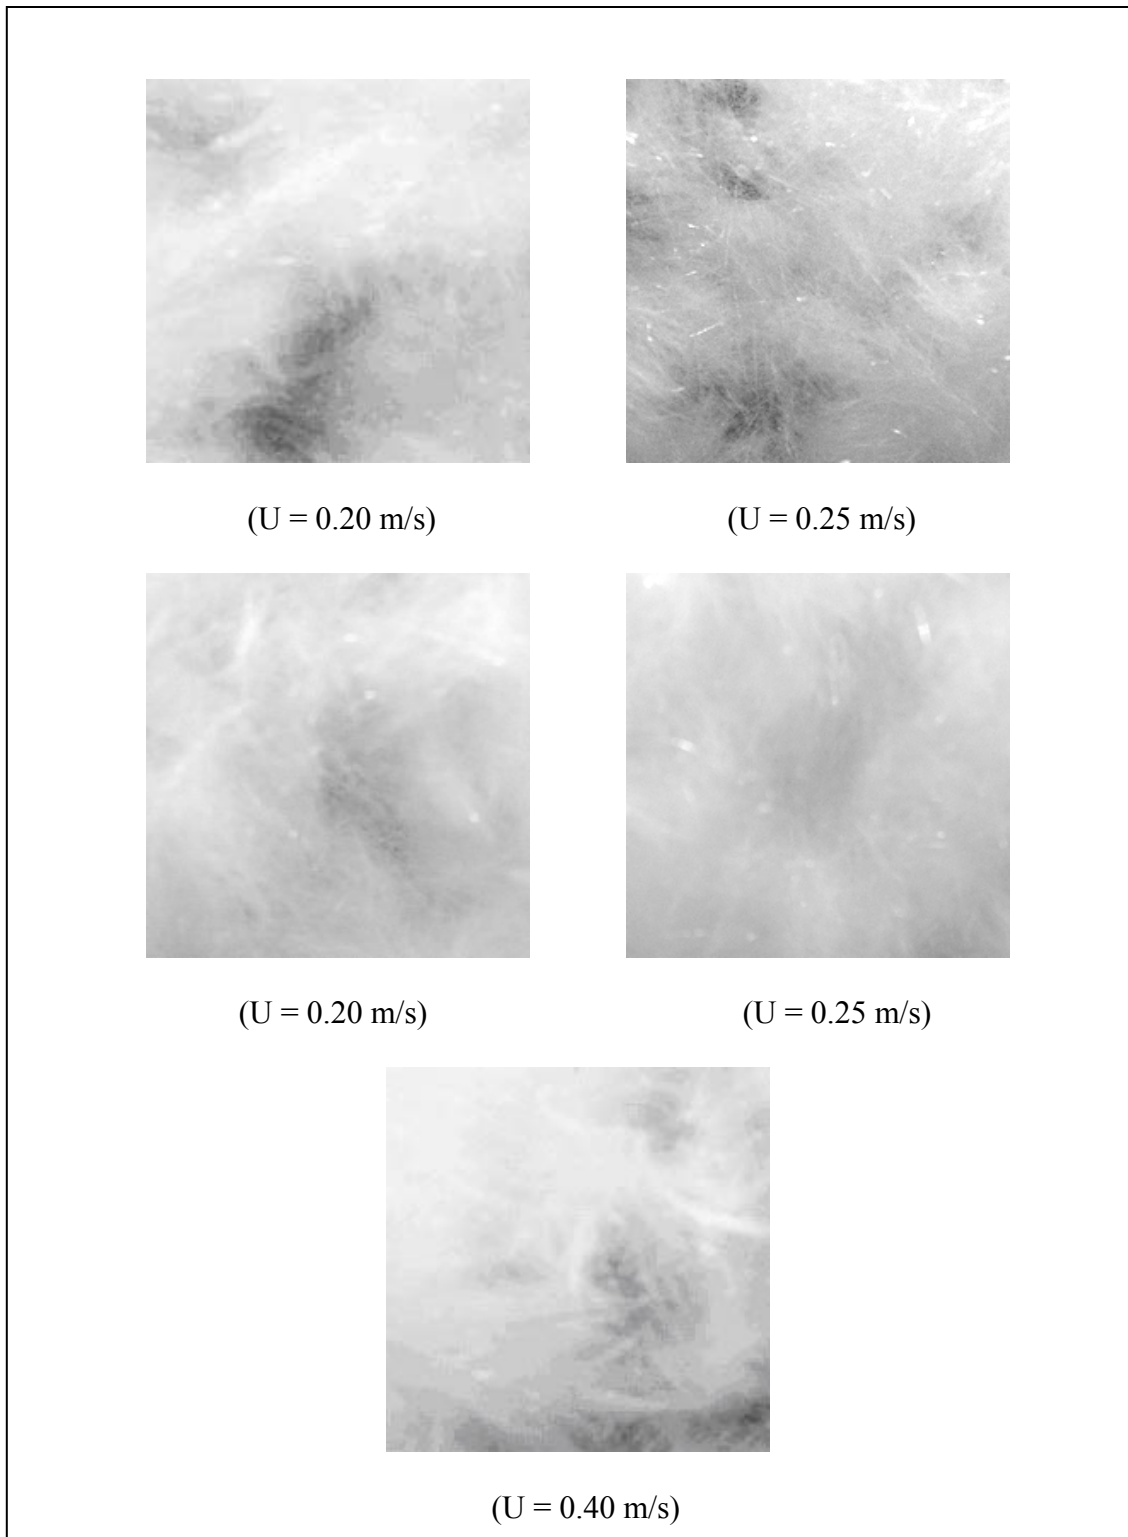 (U = 0.20 m/s)
(U = 0.25 m/s)
(U = 0.20 m/s)
(U = 0.25 m/s)
(U = 0.40 m/s)